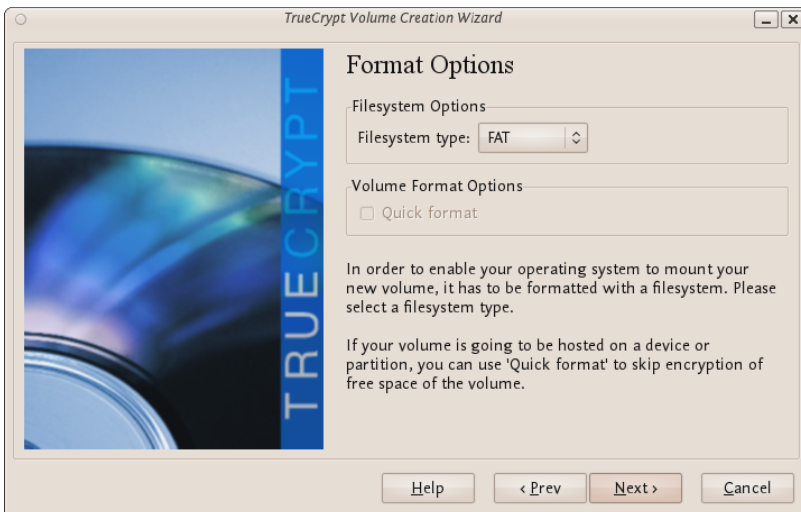 TrueCrypt Volume Creation Wizard
TRUECRYPT
Format Options
Filesystem Options
Filesystem type: FAT
Volume Format Options
Quick format
In order to enable your operating system to mount your
new volume, it has to be formatted with a filesystem. Please
select a filesystem type.
If your volume is going to be hosted on a device or
partition, you can use 'Quick format' to skip encryption of
free space of the volume.
Help
‹ Prev
Next ›
Cancel